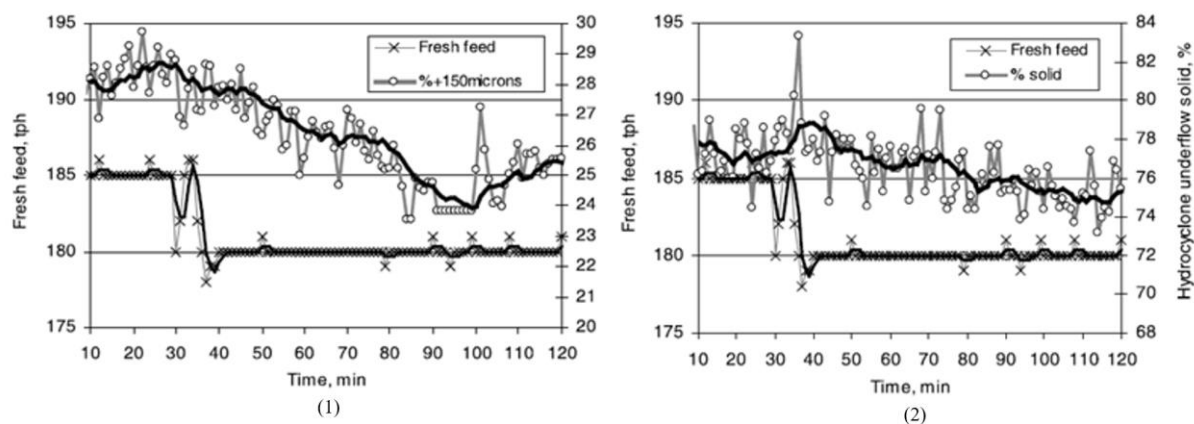 195
190
185
180
175
Fresh feed, tph
Fresh feed
%+150microns
30
29
28
27
26
25
24
23
22
21
20
10 20 30 40 50 60 70 80 90 100 110 120
Time, min
(1)
195
190
185
180
175
Fresh feed, tph
Fresh feed
% solid
84
82
80
78
76
74
72
70
68
Hydrocyclone underflow solid, %
10 20 30 40 50 60 70 80 90 100 110 120
Time, min
(2)